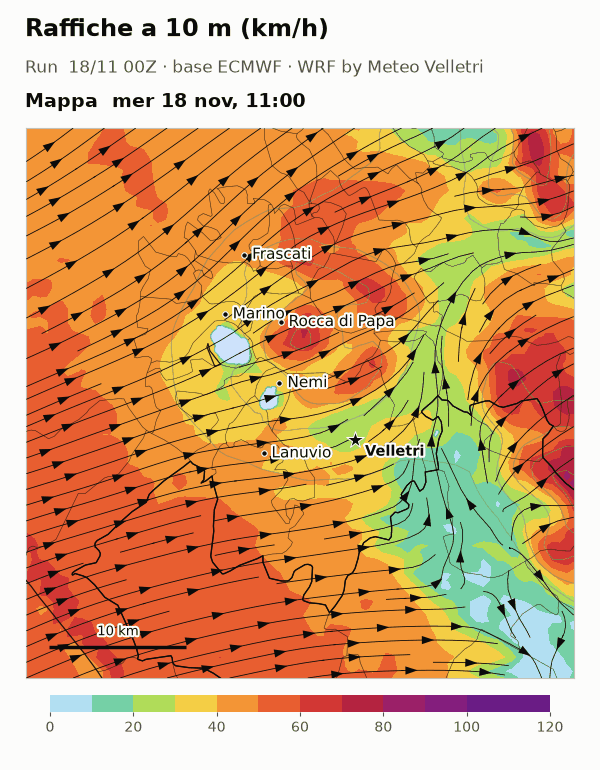 Raffiche a 10 m (km/h)
Run 18/11 00Z · base ECMWF · WRF by Meteo Velletri
Mappa mer 18 nov, 11:00
Frascati
Marino
Rocca di Papa
Nemi
Velletri
Lanuvio
10 km
0 20 40 60 80 100 120